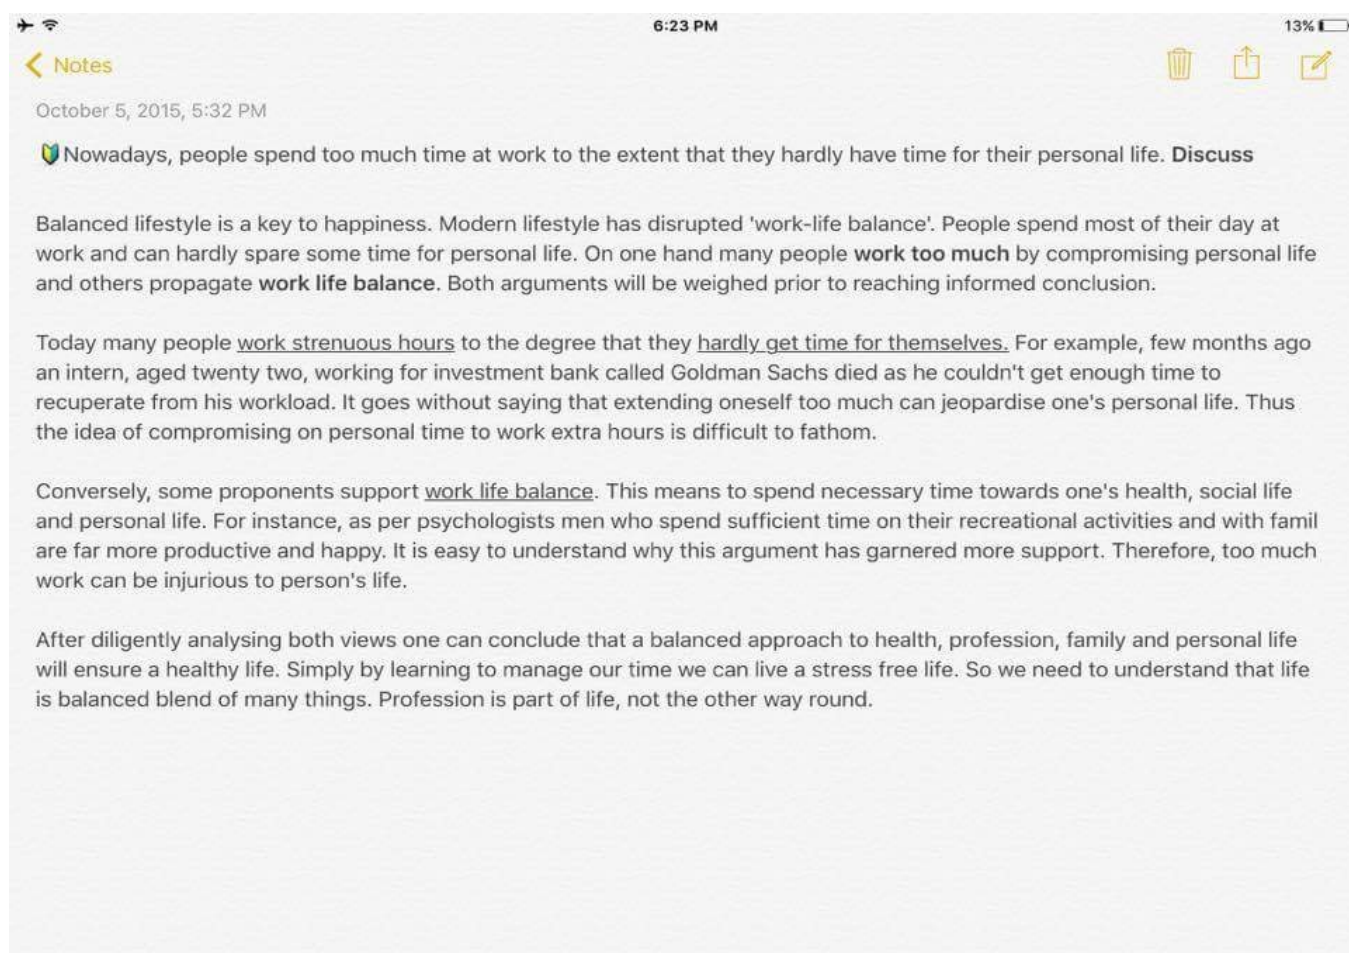 6:23 PM
13%
Notes
October 5, 2015, 5:32 PM
🔰Nowadays, people spend too much time at work to the extent that they hardly have time for their personal life. Discuss
Balanced lifestyle is a key to happiness. Modern lifestyle has disrupted 'work-life balance'. People spend most of their day at
work and can hardly spare some time for personal life. On one hand many people work too much by compromising personal life
and others propagate work life balance. Both arguments will be weighed prior to reaching informed conclusion.
Today many people work strenuous hours to the degree that they hardly get time for themselves. For example, few months ago
an intern, aged twenty two, working for investment bank called Goldman Sachs died as he couldn't get enough time to
recuperate from his workload. It goes without saying that extending oneself too much can jeopardise one's personal life. Thus
the idea of compromising on personal time to work extra hours is difficult to fathom.
Conversely, some proponents support work life balance. This means to spend necessary time towards one's health, social life
and personal life. For instance, as per psychologists men who spend sufficient time on their recreational activities and with famil
are far more productive and happy. It is easy to understand why this argument has garnered more support. Therefore, too much
work can be injurious to person's life.
After diligently analysing both views one can conclude that a balanced approach to health, profession, family and personal life
will ensure a healthy life. Simply by learning to manage our time we can live a stress free life. So we need to understand that life
is balanced blend of many things. Profession is part of life, not the other way round.